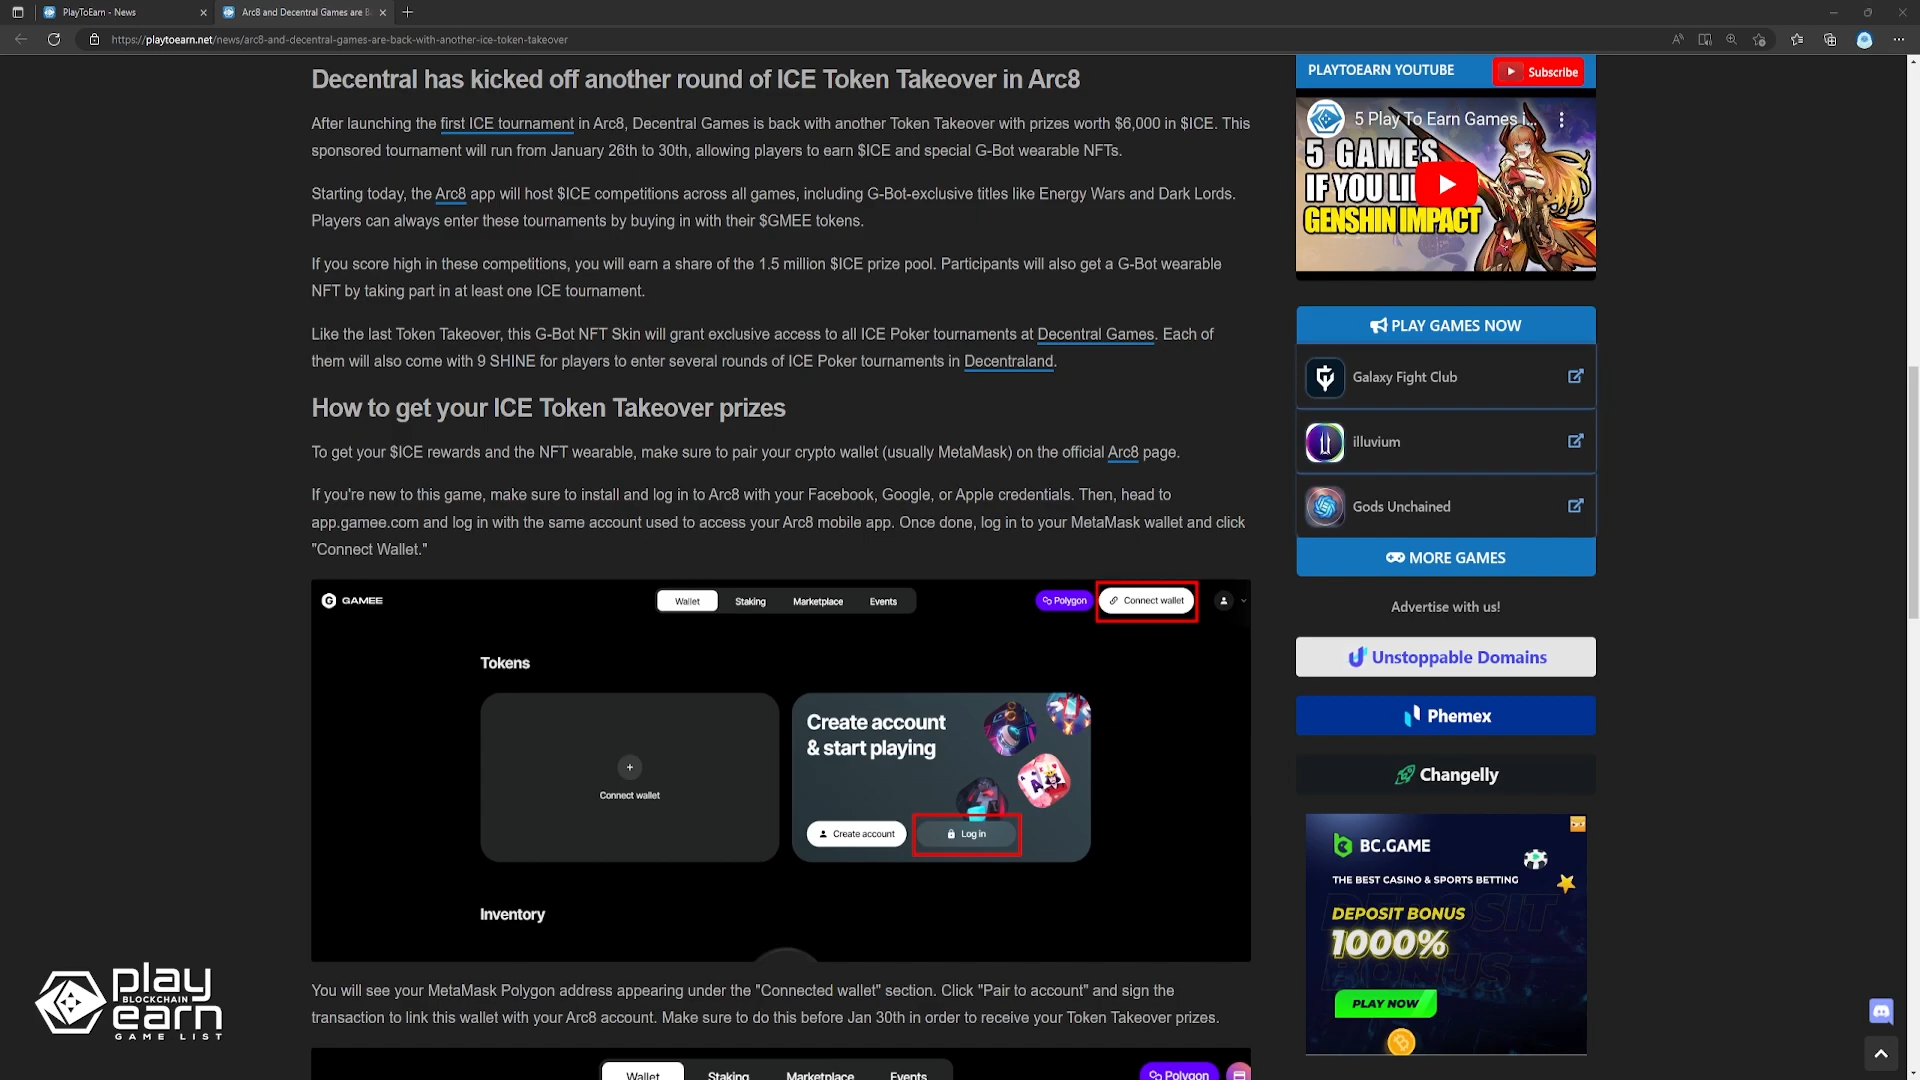 PlayToEarn - News
Arc8 and Decentral Games are B
https://playtoearn.net/news/arc8-and-decentral-games-are-back-with-another-ice-token-takeover
Decentral has kicked off another round of ICE Token Takeover in Arc8
After launching the first ICE tournament in Arc8, Decentral Games is back with another Token Takeover with prizes worth $6,000 in $ICE. This
sponsored tournament will run from January 26th to 30th, allowing players to earn $ICE and special G-Bot wearable NFTs.
Starting today, the Arc8 app will host $ICE competitions across all games, including G-Bot-exclusive titles like Energy Wars and Dark Lords.
Players can always enter these tournaments by buying in with their $GMEE tokens.
If you score high in these competitions, you will earn a share of the 1.5 million $ICE prize pool. Participants will also get a G-Bot wearable
NFT by taking part in at least one ICE tournament.
Like the last Token Takeover, this G-Bot NFT Skin will grant exclusive access to all ICE Poker tournaments at Decentral Games. Each of
them will also come with 9 SHINE for players to enter several rounds of ICE Poker tournaments in Decentraland.
How to get your ICE Token Takeover prizes
To get your $ICE rewards and the NFT wearable, make sure to pair your crypto wallet (usually MetaMask) on the official Arc8 page.
If you're new to this game, make sure to install and log in to Arc8 with your Facebook, Google, or Apple credentials. Then, head to
app.gamee.com and log in with the same account used to access your Arc8 mobile app. Once done, log in to your MetaMask wallet and click
"Connect Wallet."
GAMEE
Wallet
Staking
Marketplace
Events
Polygon
Connect wallet
Tokens
Connect wallet
Create account
& start playing
Create account
Log in
Inventory
You will see your MetaMask Polygon address appearing under the "Connected wallet" section. Click "Pair to account" and sign the
transaction to link this wallet with your Arc8 account. Make sure to do this before Jan 30th in order to receive your Token Takeover prizes.
Wallet
Staking
Marketplace
Events
Polygon
PLAYTOEARN YOUTUBE
Subscribe
5 Play To Earn Games i...
5 GAMES
IF YOU LI
GENSHIN IMPACT
PLAY GAMES NOW
Galaxy Fight Club
illuvium
Gods Unchained
MORE GAMES
Advertise with us!
Unstoppable Domains
Phemex
Changelly
BC.GAME
THE BEST CASINO & SPORTS BETTING
DEPOSIT BONUS
1000%
PLAY NOW
play
BLOCKCHAIN
earn
GAME LIST